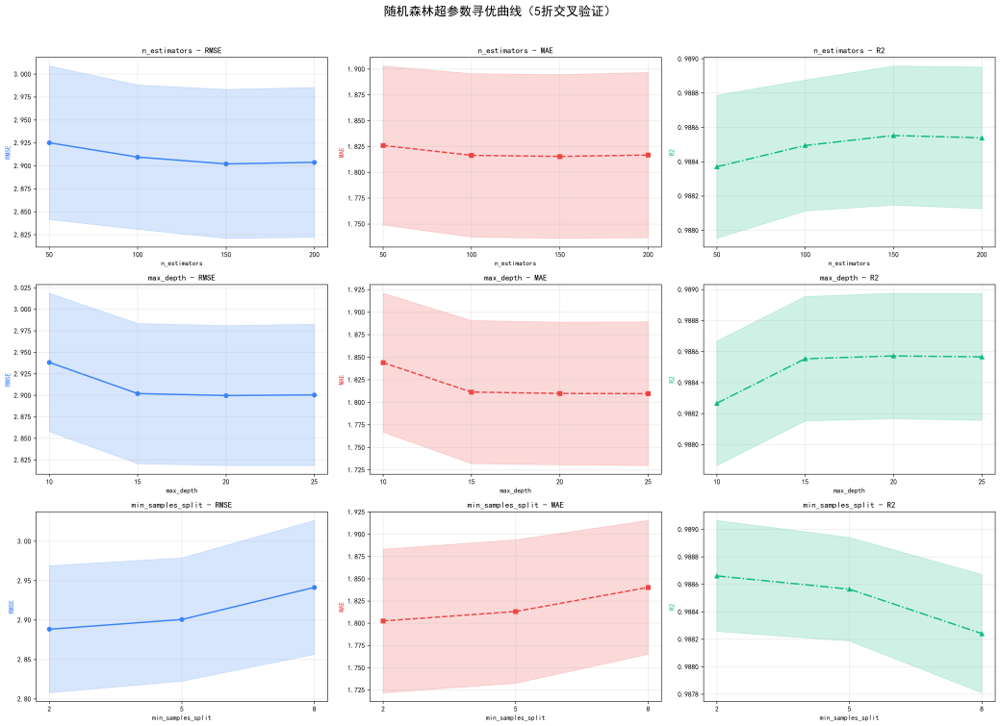 随机森林超参数寻优曲线（5折交叉验证）
n_estimators - RMSE
3.000
2.975
2.950
2.925
2.900
2.875
2.850
2.825
RMSE
50 100 150 200
n_estimators
n_estimators - MAE
1.900
1.875
1.850
1.825
1.800
1.775
1.750
MAE
50 100 150 200
n_estimators
n_estimators - R2
0.9890
0.9888
0.9886
0.9884
0.9882
0.9880
R2
50 100 150 200
n_estimators
max_depth - RMSE
3.025
3.000
2.975
2.950
2.925
2.900
2.875
2.850
2.825
RMSE
10 15 20 25
max_depth
max_depth - MAE
1.925
1.900
1.875
1.850
1.825
1.800
1.775
1.750
1.725
MAE
10 15 20 25
max_depth
max_depth - R2
0.9890
0.9888
0.9886
0.9884
0.9882
0.9880
R2
10 15 20 25
max_depth
min_samples_split - RMSE
3.00
2.95
2.90
2.85
2.80
RMSE
2 5 8
min_samples_split
min_samples_split - MAE
1.925
1.900
1.875
1.850
1.825
1.800
1.775
1.750
1.725
MAE
2 5 8
min_samples_split
min_samples_split - R2
0.9890
0.9888
0.9886
0.9884
0.9882
0.9880
0.9878
R2
2 5 8
min_samples_split